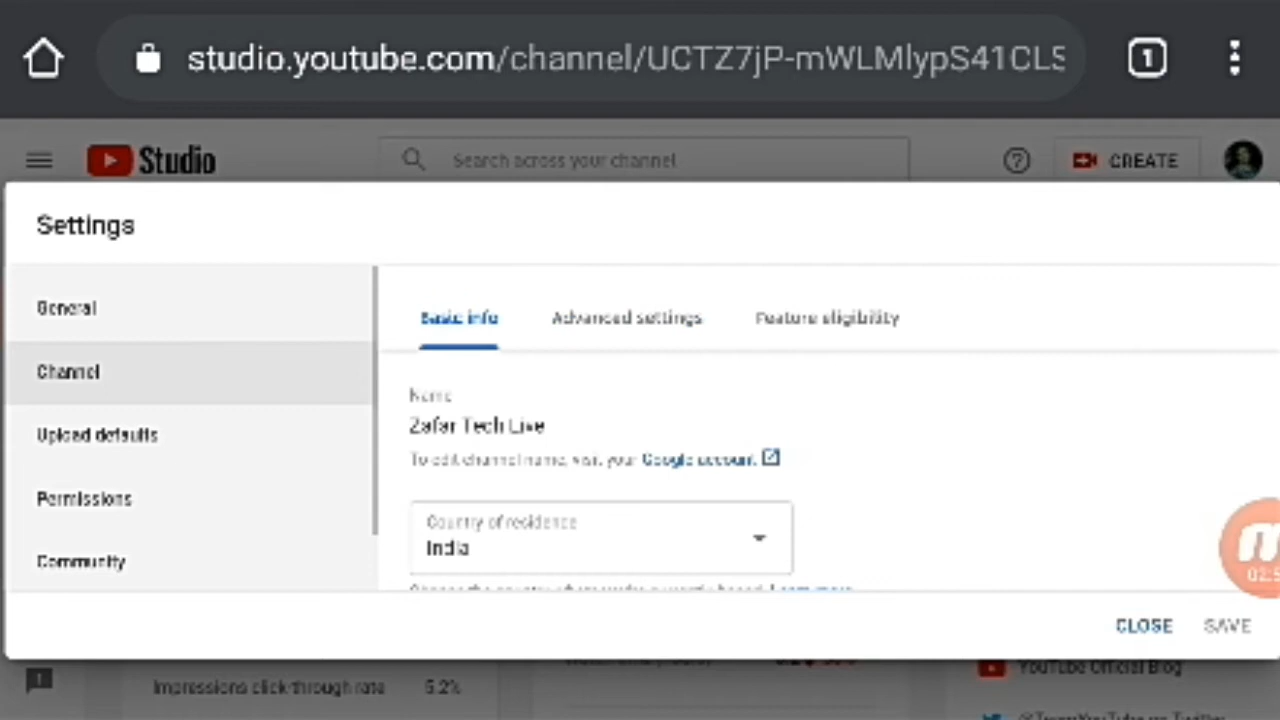 studio.youtube.com/channel/UCTZ7jP-mWLMlypS41CL5
1
Studio
Search across your channel
CREATE
Settings
General
Channel
Upload defaults
Permissions
Community
Basic info
Advanced settings
Feature eligibility
Name
Zafar Tech Live
To edit channel name, visit your Google account
Country of residence
India
CLOSE
SAVE
Impressions click-through rate
5.2%
YouTube Official Blog